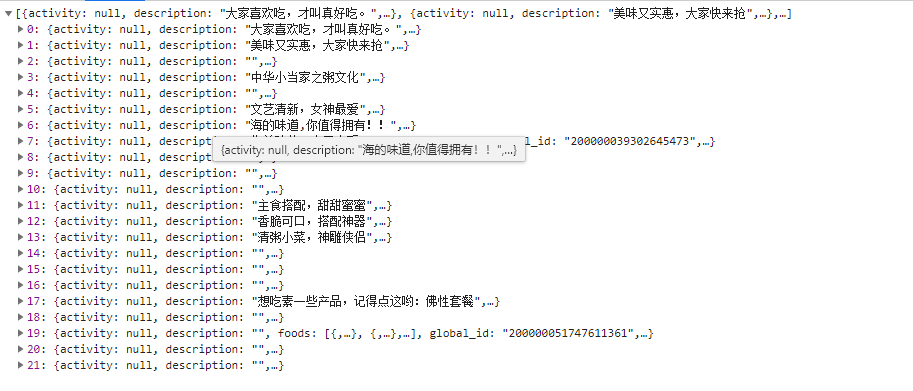 [{activity: null, description: "大家喜欢吃，才叫真好吃。",…}, {activity: null, description: "美味又实惠，大家快来抢",…},…]
0: {activity: null, description: "大家喜欢吃，才叫真好吃。",…}
1: {activity: null, description: "美味又实惠，大家快来抢",…}
2: {activity: null, description: "",…}
3: {activity: null, description: "中华小当家之粥文化",…}
4: {activity: null, description: "",…}
5: {activity: null, description: "文艺清新，女神最爱",…}
6: {activity: null, description: "海的味道,你值得拥有！！",…}
7: {activity: null, description: l_id: "200000039302645473",…}
{activity: null, description: "海的味道,你值得拥有！！",…}
8: {activity: null, description: "",…}
9: {activity: null, description: "",…}
10: {activity: null, description: "",…}
11: {activity: null, description: "主食搭配，甜甜蜜蜜",…}
12: {activity: null, description: "香脆可口，搭配神器",…}
13: {activity: null, description: "清粥小菜，神雕侠侣",…}
14: {activity: null, description: "",…}
15: {activity: null, description: "",…}
16: {activity: null, description: "",…}
17: {activity: null, description: "想吃素一些产品，记得点这哟：佛性套餐",…}
18: {activity: null, description: "",…}
19: {activity: null, description: "", foods: [{,…}, {,…},…], global_id: "200000051747611361",…}
20: {activity: null, description: "",…}
21: {activity: null, description: "",…}